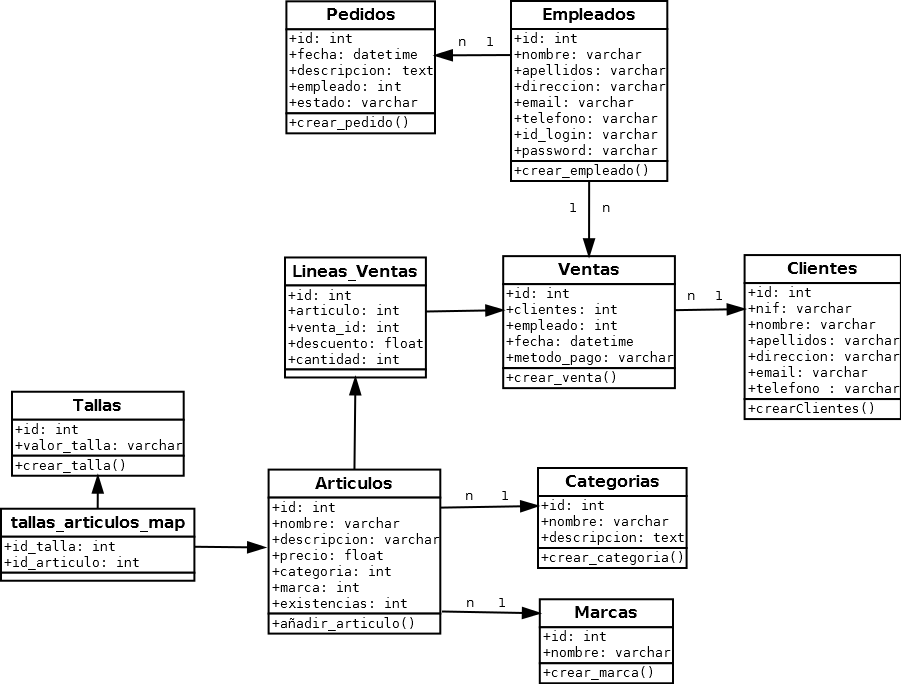 Pedidos
+id: int
+fecha: datetime
+descripcion: text
+empleado: int
+estado: varchar
+crear_pedido()
n 1
Empleados
+id: int
+nombre: varchar
+apellidos: varchar
+direccion: varchar
+email: varchar
+telefono: varchar
+id_login: varchar
+password: varchar
+crear_empleado()
1 n
Lineas_Ventas
+id: int
+articulo: int
+venta_id: int
+descuento: float
+cantidad: int
Ventas
+id: int
+clientes: int
+empleado: int
+fecha: datetime
+metodo_pago: varchar
+crear_venta()
n 1
Clientes
+id: int
+nif: varchar
+nombre: varchar
+apellidos: varchar
+direccion: varchar
+email: varchar
+telefono : varchar
+crearClientes()
Tallas
+id: int
+valor_talla: varchar
+crear_talla()
tallas_articulos_map
+id_talla: int
+id_articulo: int
Articulos
+id: int
+nombre: varchar
+descripcion: varchar
+precio: float
+categoria: int
+marca: int
+existencias: int
+añadir_articulo()
n 1
Categorias
+id: int
+nombre: varchar
+descripcion: text
+crear_categoria()
n 1
Marcas
+id: int
+nombre: varchar
+crear_marca()